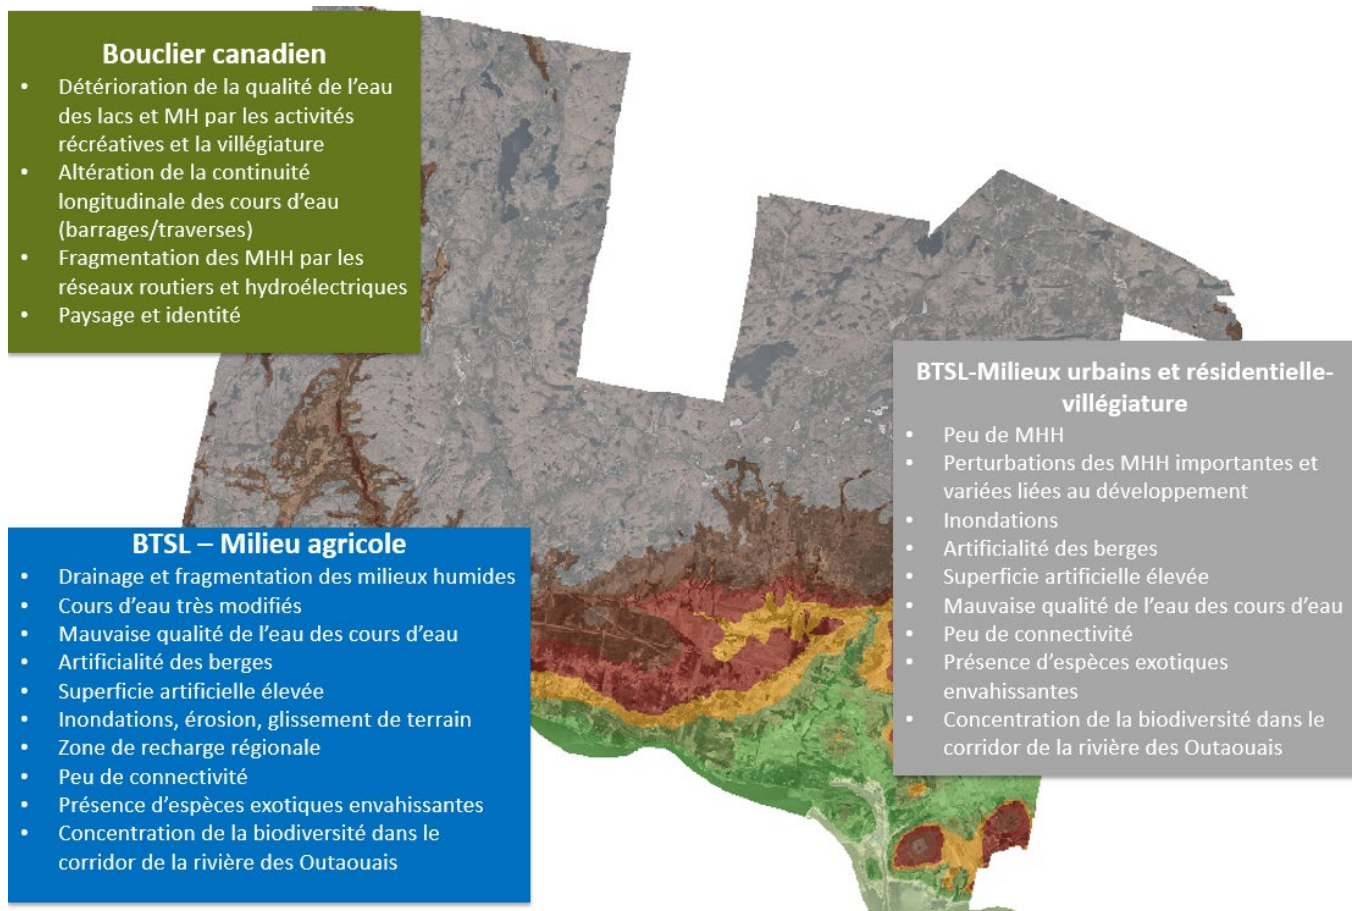 Bouclier canadien
• Détérioration de la qualité de l'eau
des lacs et MH par les activités
récréatives et la villégiature
• Altération de la continuité
longitudinale des cours d'eau
(barrages/traverses)
• Fragmentation des MHH par les
réseaux routiers et hydroélectriques
• Paysage et identité
BTSL – Milieu agricole
• Drainage et fragmentation des milieux humides
• Cours d'eau très modifiés
• Mauvaise qualité de l'eau des cours d'eau
• Artificialité des berges
• Superficie artificielle élevée
• Inondations, érosion, glissement de terrain
• Zone de recharge régionale
• Peu de connectivité
• Présence d'espèces exotiques envahissantes
• Concentration de la biodiversité dans le
corridor de la rivière des Outaouais
BTSL-Milieux urbains et résidentielle-
villégiature
• Peu de MHH
• Perturbations des MHH importantes et
variées liées au développement
• Inondations
• Artificialité des berges
• Superficie artificielle élevée
• Mauvaise qualité de l'eau des cours d'eau
• Peu de connectivité
• Présence d'espèces exotiques
envahissantes
• Concentration de la biodiversité dans le
corridor de la rivière des Outaouais